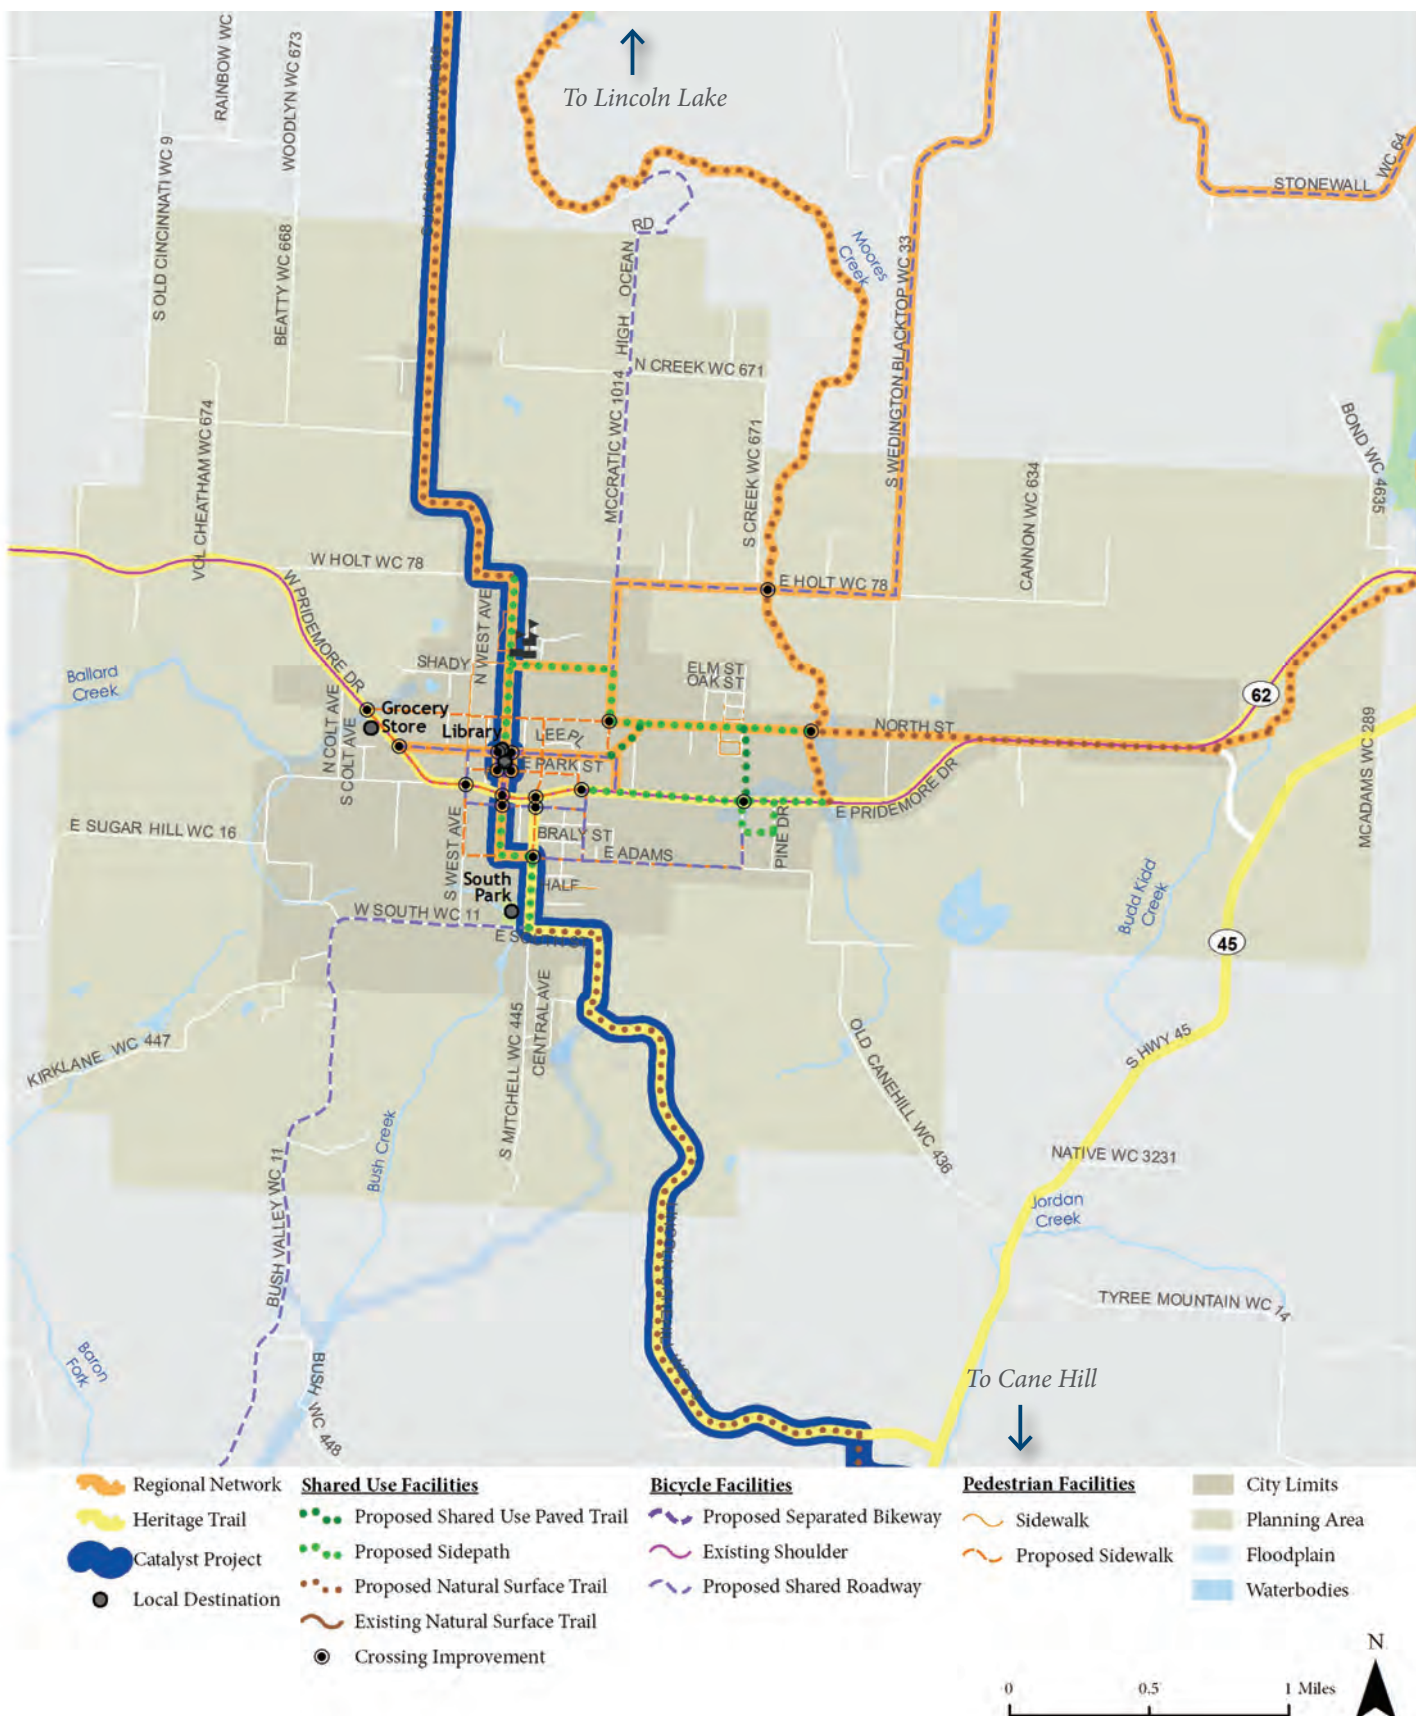 To Lincoln Lake
RAINBOW WC
WOODLYN WC 673
S OLD CINCINNATI WC 9
BEATTY WC 668
STONEWALL
WC 64
RD
HIGH OCEAN
Moores
Creek
S WEDINGTON BLACKTOP WC 33
N CREEK WC 671
MCCRATIC WC 1014
S CREEK WC 671
VOL CHEATHAM WC 674
BOND WC 4635
CANNON WC 634
W HOLT WC 78
E HOLT WC 78
W PRIDEMORE DR
N WEST AVE
SHADY
ELM ST
OAK ST
Ballard
Creek
62
N COLT AVE
S COLT AVE
Grocery
Store
Library
LEE PL
NORTH ST
E PARK ST
MCADAMS WC 289
E PRIDEMORE DR
E SUGAR HILL WC 16
S WEST AVE
BRALY ST
E ADAMS
PINE DR
South
Park
HALF
W SOUTH WC 11
Budd Kidd
Creek
45
KIRKLANE WC 447
S MITCHELL WC 445
CENTRAL AVE
OLD CANEHILL WC 436
S HWY 45
Bush Creek
BUSH VALLEY WC 11
NATIVE WC 3231
Jordan
Creek
TYREE MOUNTAIN WC 14
Baron
Fork
BUSH WC 448
To Cane Hill
Regional Network
Heritage Trail
Catalyst Project
Local Destination
Shared Use Facilities
Proposed Shared Use Paved Trail
Proposed Sidepath
Proposed Natural Surface Trail
Existing Natural Surface Trail
Crossing Improvement
Bicycle Facilities
Proposed Separated Bikeway
Existing Shoulder
Proposed Shared Roadway
Pedestrian Facilities
Sidewalk
Proposed Sidewalk
City Limits
Planning Area
Floodplain
Waterbodies
N
0 0.5 1 Miles